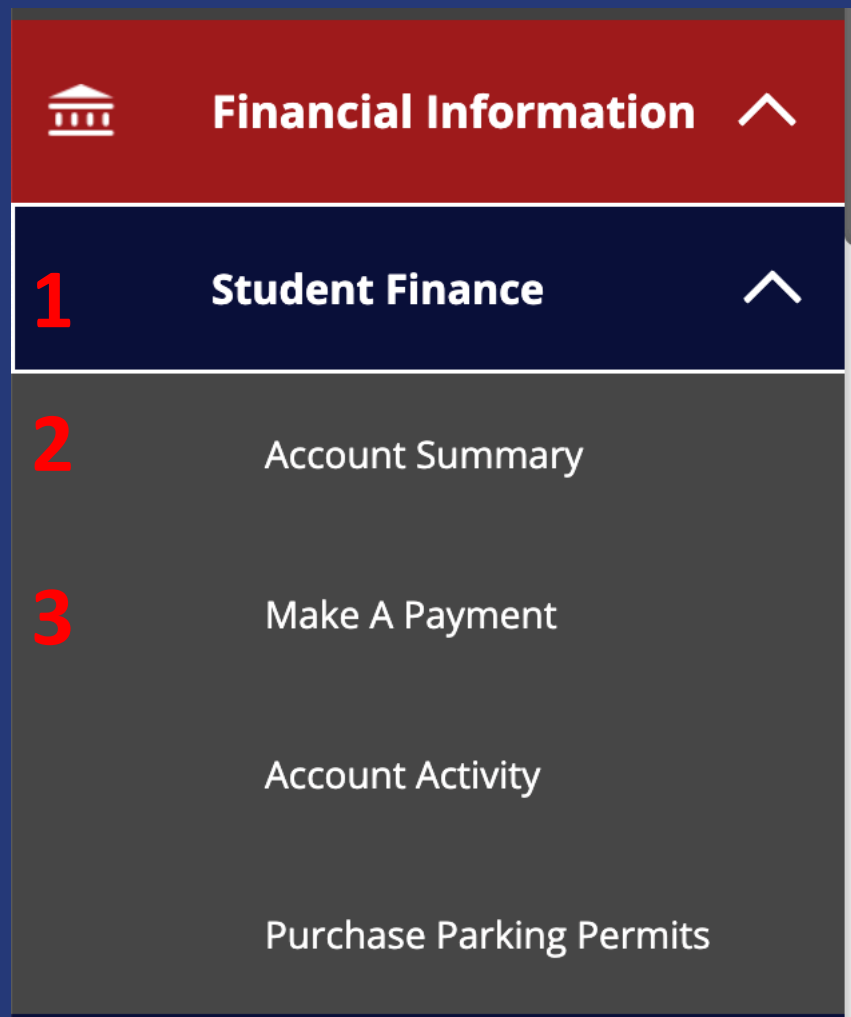 Financial Information
1 Student Finance
2 Account Summary
3 Make A Payment
Account Activity
Purchase Parking Permits